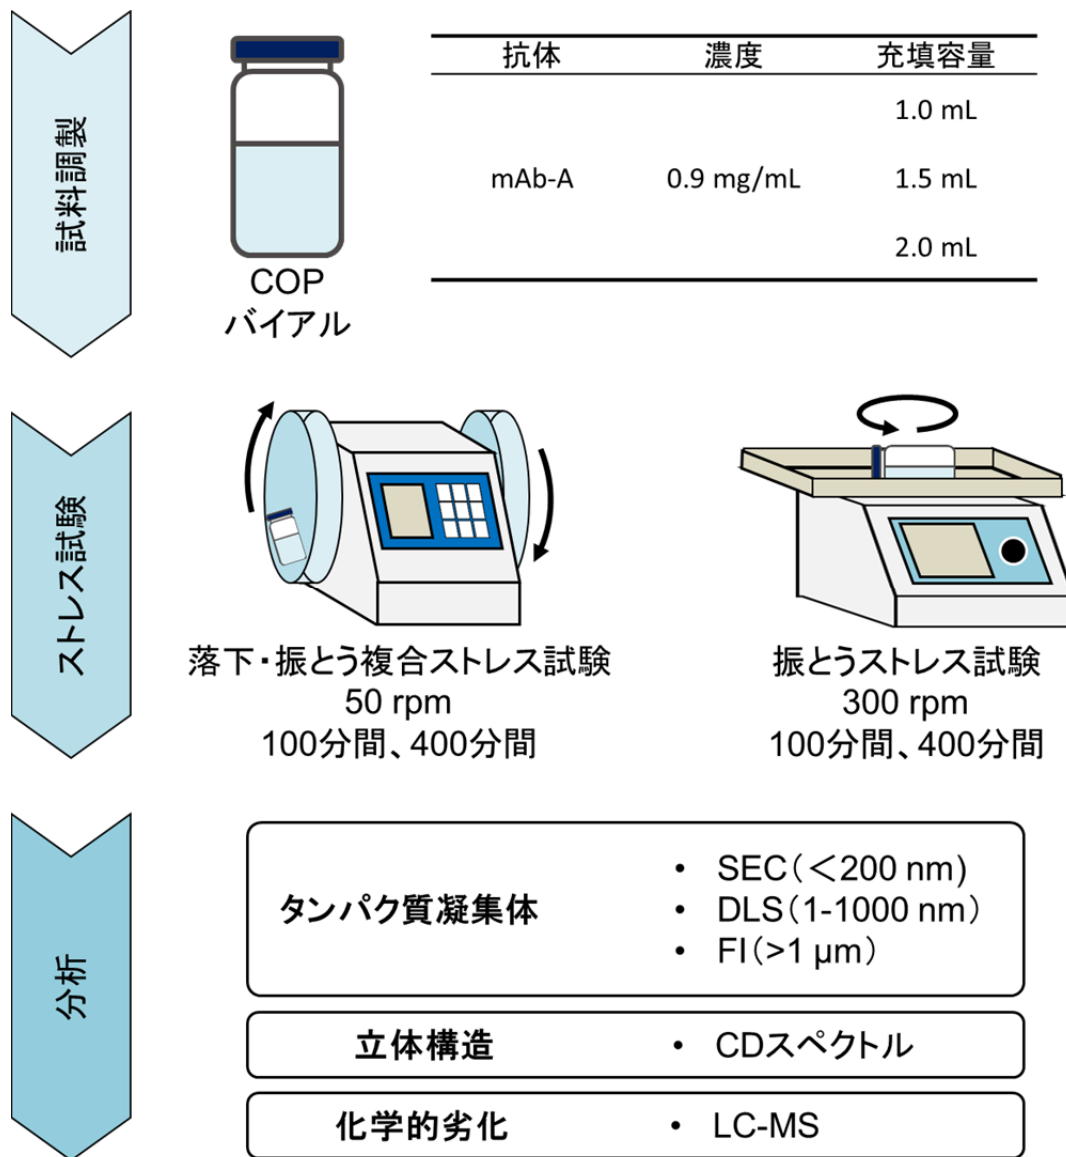 試料調製
COP
バイアル
抗体 濃度 充填容量
1.0 mL
mAb-A 0.9 mg/mL 1.5 mL
2.0 mL
ストレス試験
落下・振とう複合ストレス試験
50 rpm
100分間、400分間
振とうストレス試験
300 rpm
100分間、400分間
分析
タンパク質凝集体
• SEC(<200 nm)
• DLS(1-1000 nm)
• FI(>1 μm)
立体構造 • CDスペクトル
化学的劣化 • LC-MS